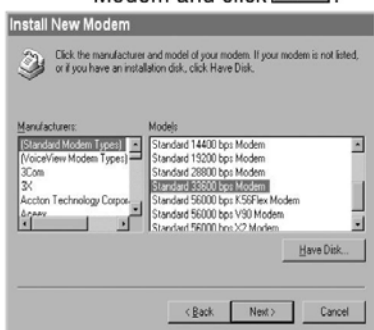 Modem and click
Install New Modem
Click the manufacturer and model of your modem. If your modem is not listed,
or if you have an installation disk, click Have Disk.
Manufacturers:
(Standard Modem Types)
(VoiceView Modem Types)
3Com
3X
Accton Technology Corpor
Models
Standard 14400 bps Modem
Standard 19200 bps Modem
Standard 28800 bps Modem
Standard 33600 bps Modem
Standard 56000 bps K56Flex Modem
Standard 56000 bps V90 Modem
Standard 56000 bps X2 Modem
Have Disk...
< Back
Next >
Cancel